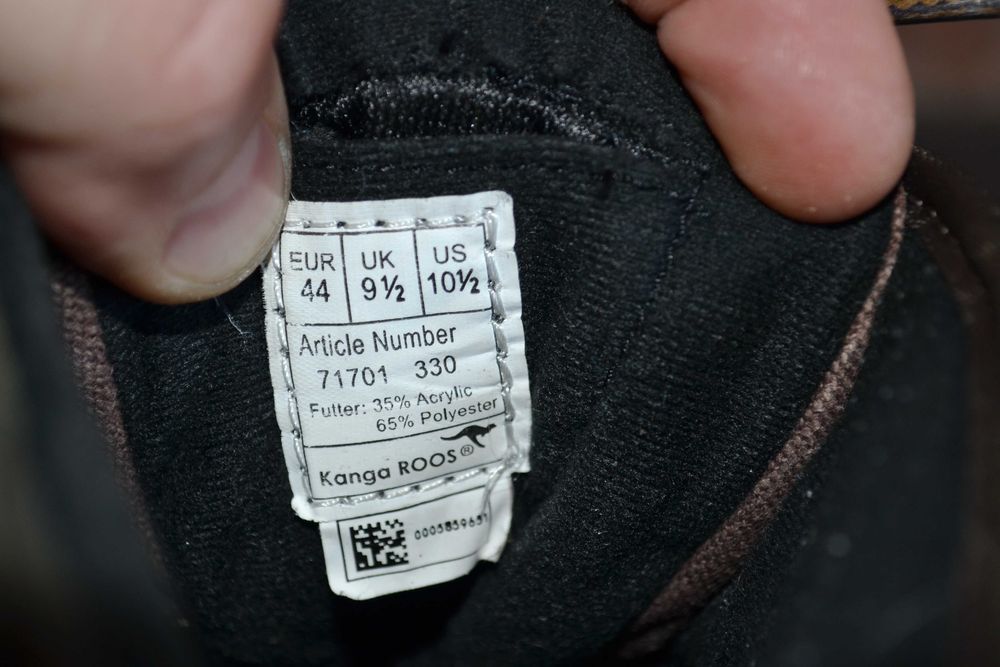 EUR UK US
44 9½ 10½
Article Number
71701 330
Futter: 35% Acrylic
65% Polyester
Kanga ROOS®
0005859651